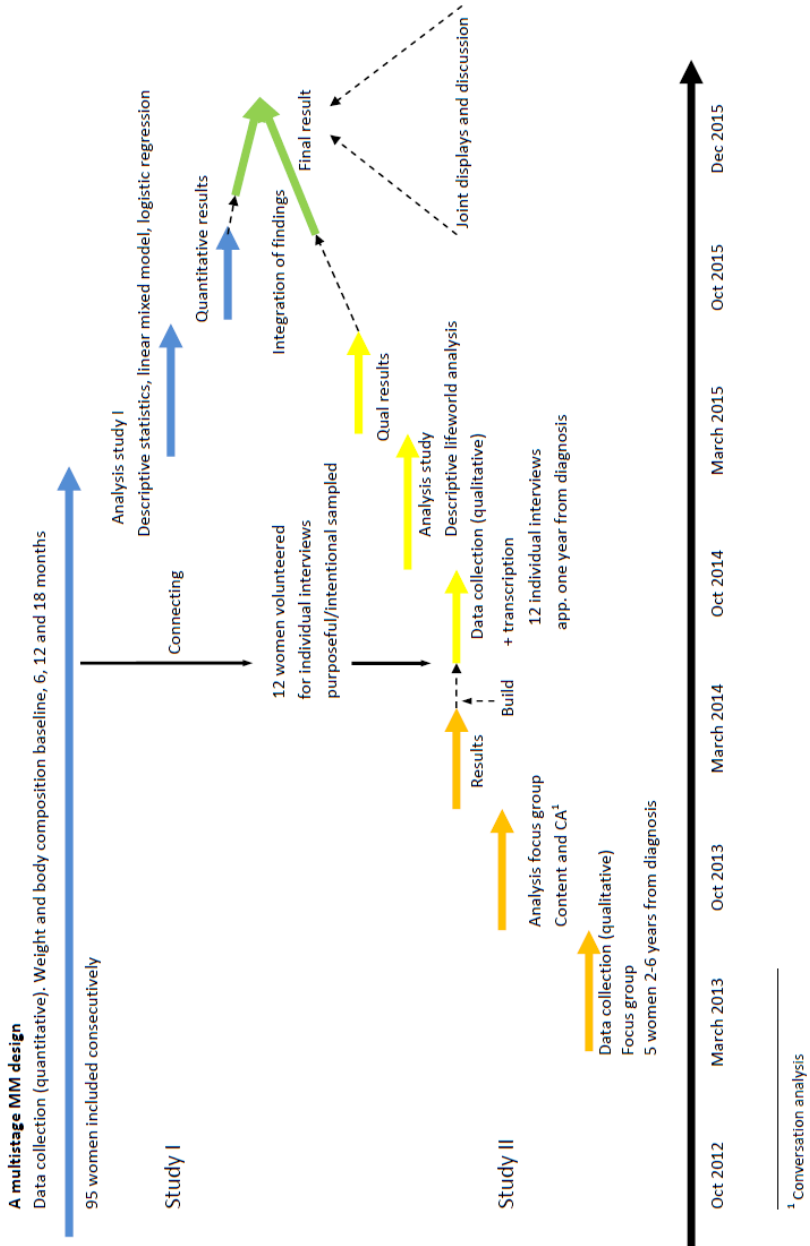 A multistage MM design
Data collection (quantitative). Weight and body composition baseline, 6, 12 and 18 months
95 women included consecutively
Study I
Analysis study I
Descriptive statistics, linear mixed model, logistic regression
Quantitative results
Connecting
Integration of findings
Final result
12 women volunteered
for individual interviews
purposeful/intentional sampled
Qual results
Analysis study
Descriptive lifeworld analysis
Study II
Results
Build
Data collection (qualitative)
+ transcription
12 individual interviews
app. one year from diagnosis
Joint displays and discussion
Analysis focus group
Content and CA¹
Data collection (qualitative)
Focus group
5 women 2-6 years from diagnosis
Oct 2012 March 2013 Oct 2013 March 2014 Oct 2014 March 2015 Oct 2015 Dec 2015
¹ Conversation analysis